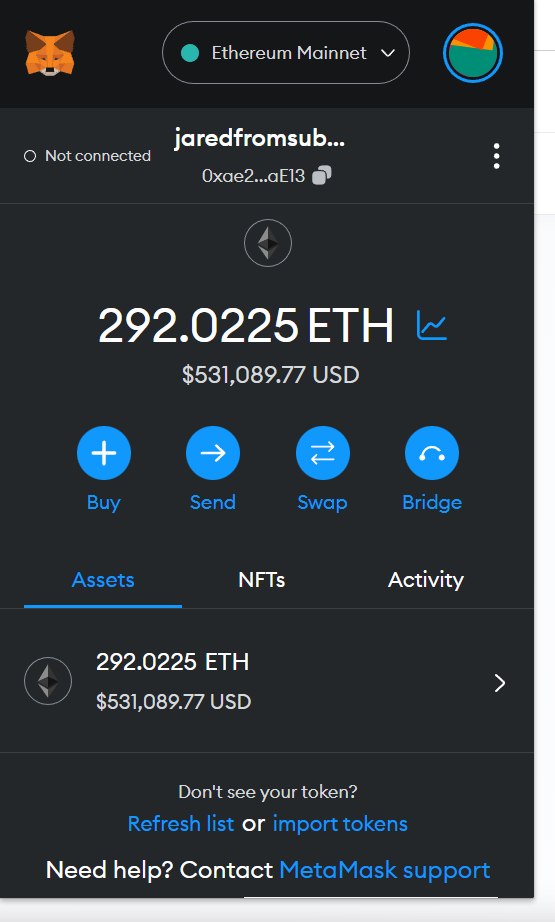 Ethereum Mainnet
Not connected
jaredfromsub...
0xae2...aE13
292.0225 ETH
$531,089.77 USD
Buy Send Swap Bridge
Assets NFTs Activity
292.0225 ETH
$531,089.77 USD
Don't see your token?
Refresh list or import tokens
Need help? Contact MetaMask support